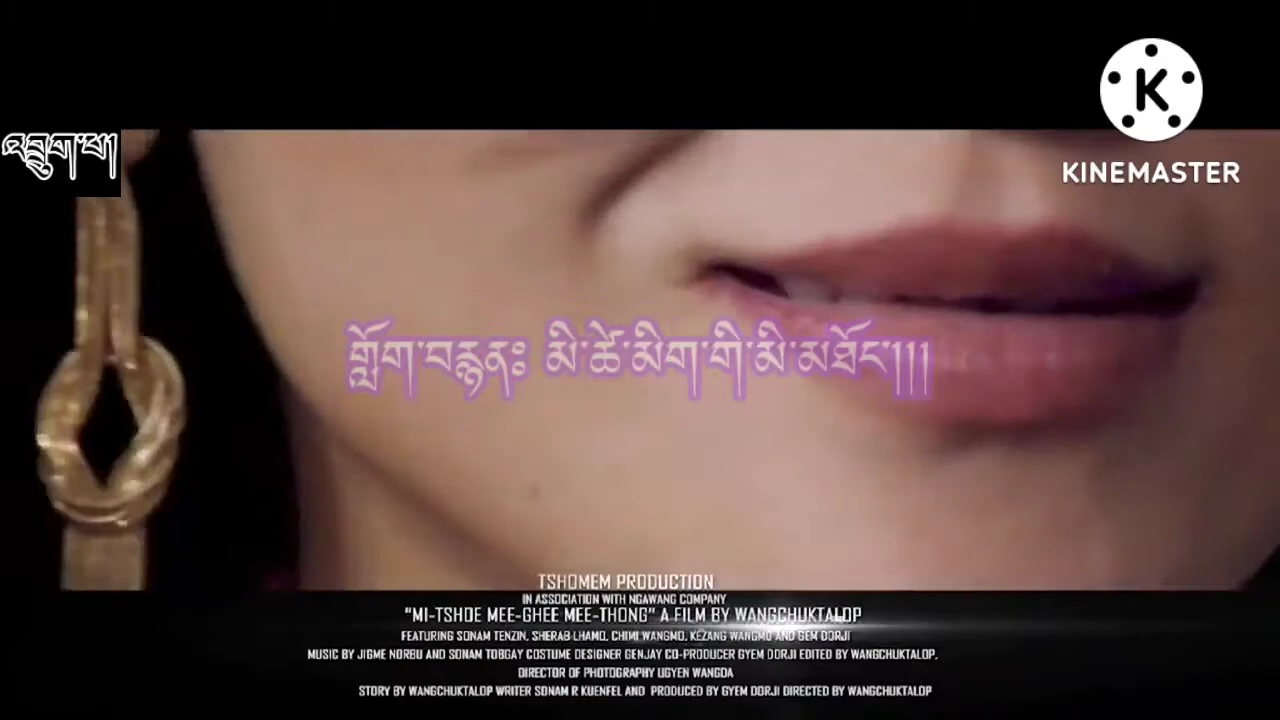 འབྲུག་པ།
KINEMASTER
གློག་བརྙནཿ མི་ཚེ་མིག་གི་མི་མཐོང་།།།
TSHOMEM PRODUCTION
IN ASSOCIATION WITH NGAWANG COMPANY
"MI-TSHOE MEE-GHEE MEE-THONG" A FILM BY WANGCHUKTALOP
FEATURING SONAM TENZIN, SHERAB LHAMO, CHIMI WANGMO, KEZANG WANGMO AND GEM DORJI
MUSIC BY JIGME NORBU AND SONAM TOBGAY COSTUME DESIGNER GENJAY CO-PRODUCER GYEM DORJI EDITED BY WANGCHUKTALOP,
DIRECTOR OF PHOTOGRAPHY UGYEN WANGDA
STORY BY WANGCHUKTALOP WRITER SONAM R KUENFEL AND PRODUCED BY GYEM DORJI DIRECTED BY WANGCHUKTALOP